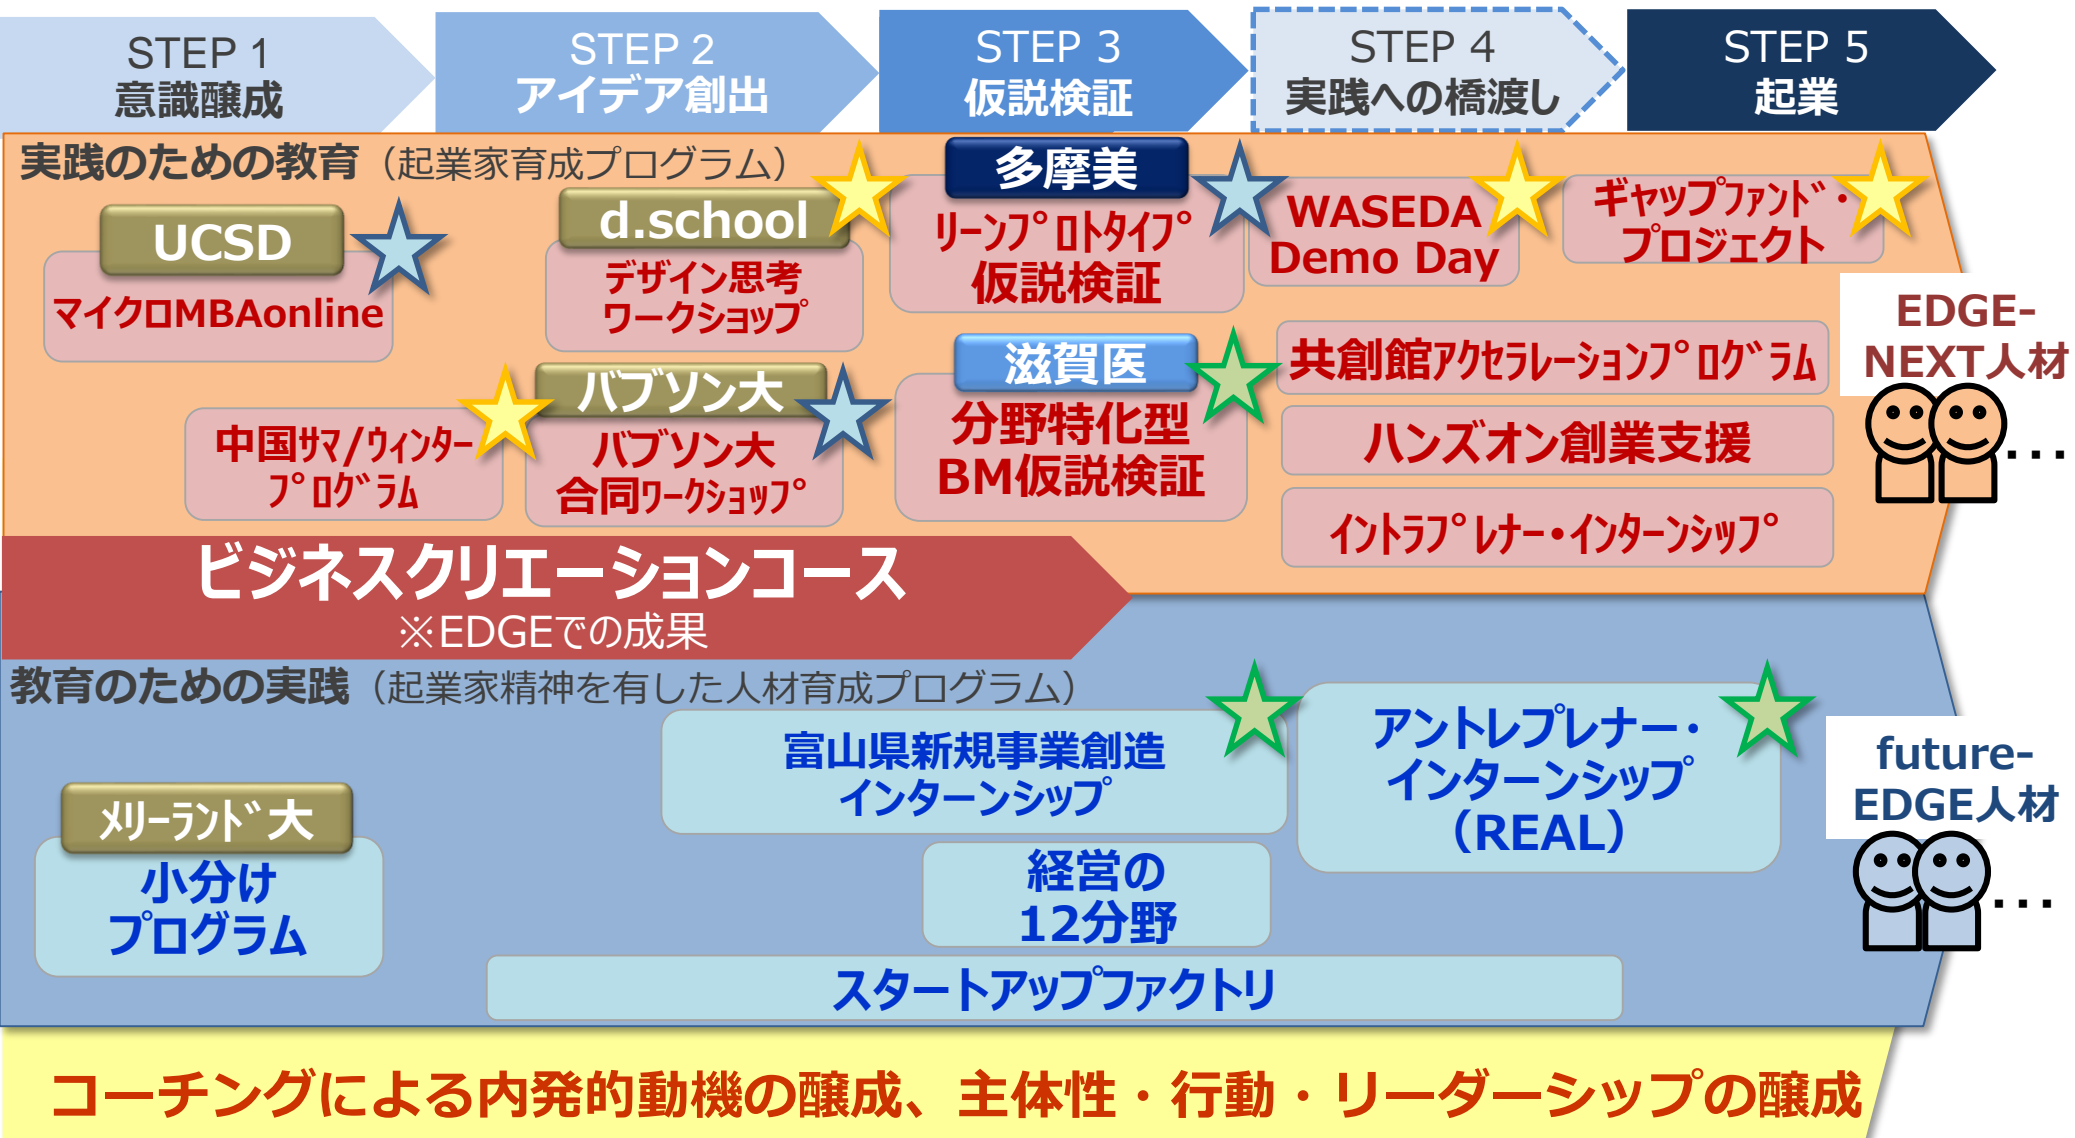 STEP 1
意識醸成
STEP 2
アイデア創出
STEP 3
仮説検証
STEP 4
実践への橋渡し
STEP 5
起業
実践のための教育（起業家育成プログラム）
UCSD
マイクロMBAonline
d.school
デザイン思考
ワークショップ
多摩美
ﾘｰﾝﾌﾟﾛﾄﾀｲﾌﾟ
仮説検証
WASEDA
Demo Day
ギャップﾌｧﾝﾄﾞ・
プロジェクト
中国ｻﾏ/ｳｨﾝﾀｰ
ﾌﾟﾛｸﾞﾗﾑ
バブソン大
バブソン大
合同ﾜｰｸｼｮｯﾌﾟ
滋賀医
分野特化型
BM仮説検証
共創館ｱｸｾﾗﾚｰｼｮﾝﾌﾟﾛｸﾞﾗﾑ
ハンズオン創業支援
ｲﾝﾄﾗﾌﾟﾚﾅｰ・ｲﾝﾀｰﾝｼｯﾌﾟ
EDGE-
NEXT人材
...
ビジネスクリエーションコース
※EDGEでの成果
教育のための実践（起業家精神を有した人材育成プログラム）
富山県新規事業創造
インターンシップ
アントレプレナー・
インターンシップ
（REAL）
ﾒﾘｰﾗﾝﾄﾞ大
小分け
プログラム
経営の
12分野
スタートアップファクトリ
future-
EDGE人材
...
コーチングによる内発的動機の醸成、主体性・行動・リーダーシップの醸成